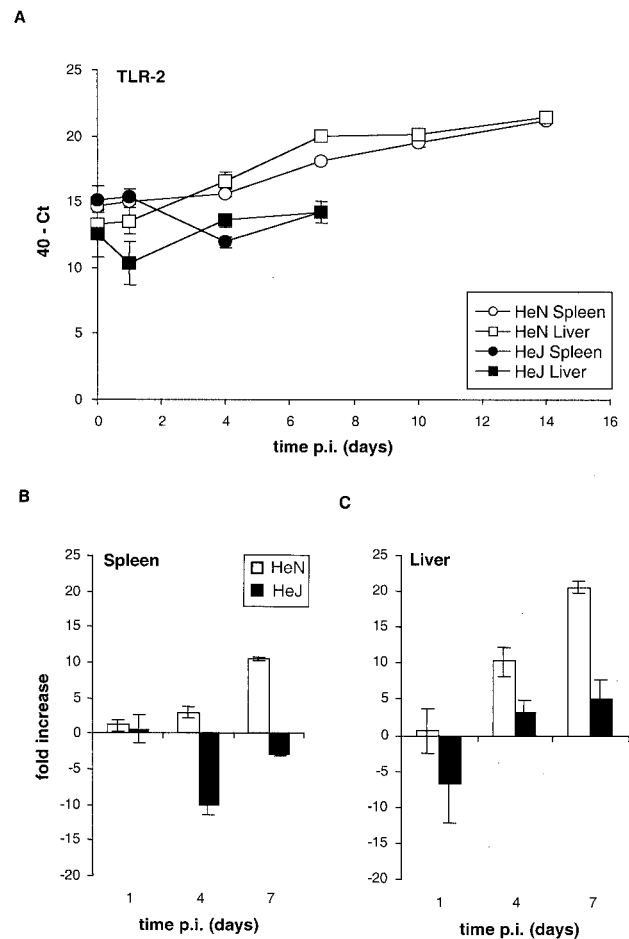 A
TLR-2
25
20
15
10
5
0
40 - Ct
HeN Spleen
HeN Liver
HeJ Spleen
HeJ Liver
0 2 4 6 8 10 12 14 16
time p.i. (days)
B
Spleen
HeN
HeJ
25
20
15
10
5
0
-5
-10
-15
-20
fold increase
1 4 7
time p.i. (days)
C
Liver
25
20
15
10
5
0
-5
-10
-15
-20
1 4 7
time p.i. (days)